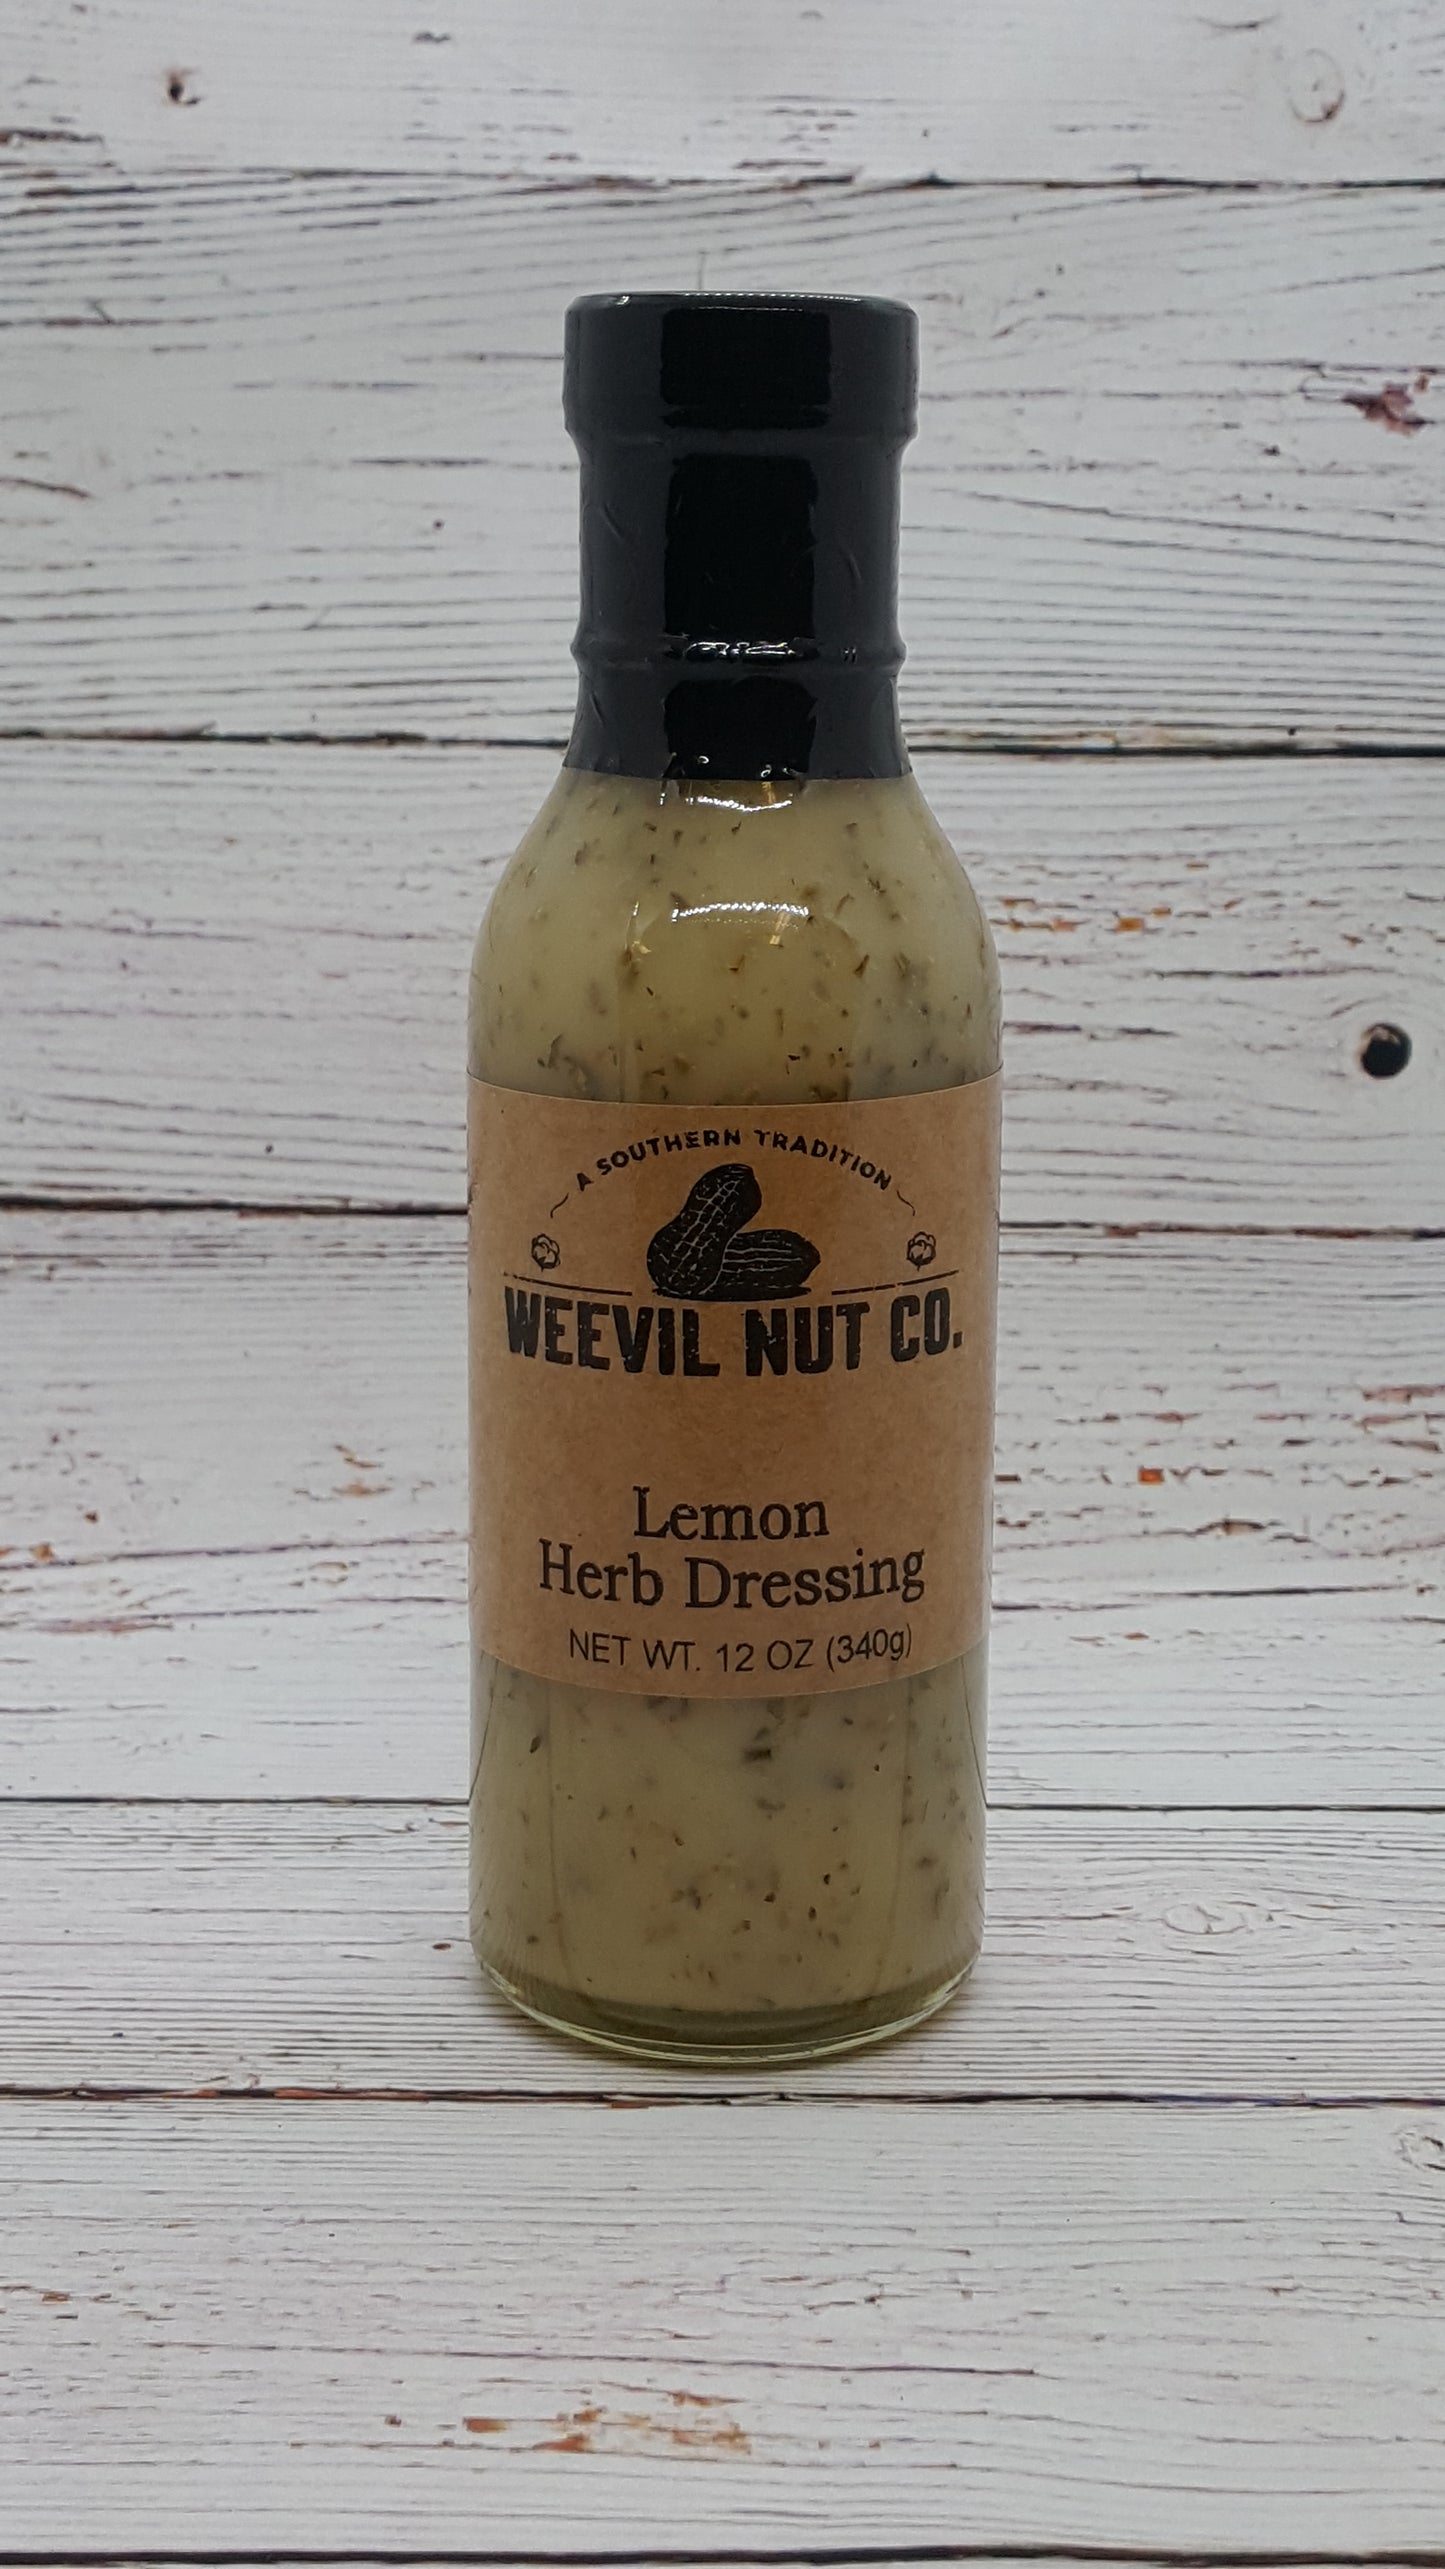 A SOUTHERN TRADITION
WEEVIL NUT CO.
Lemon
Herb Dressing
NET WT. 12 OZ (340g)